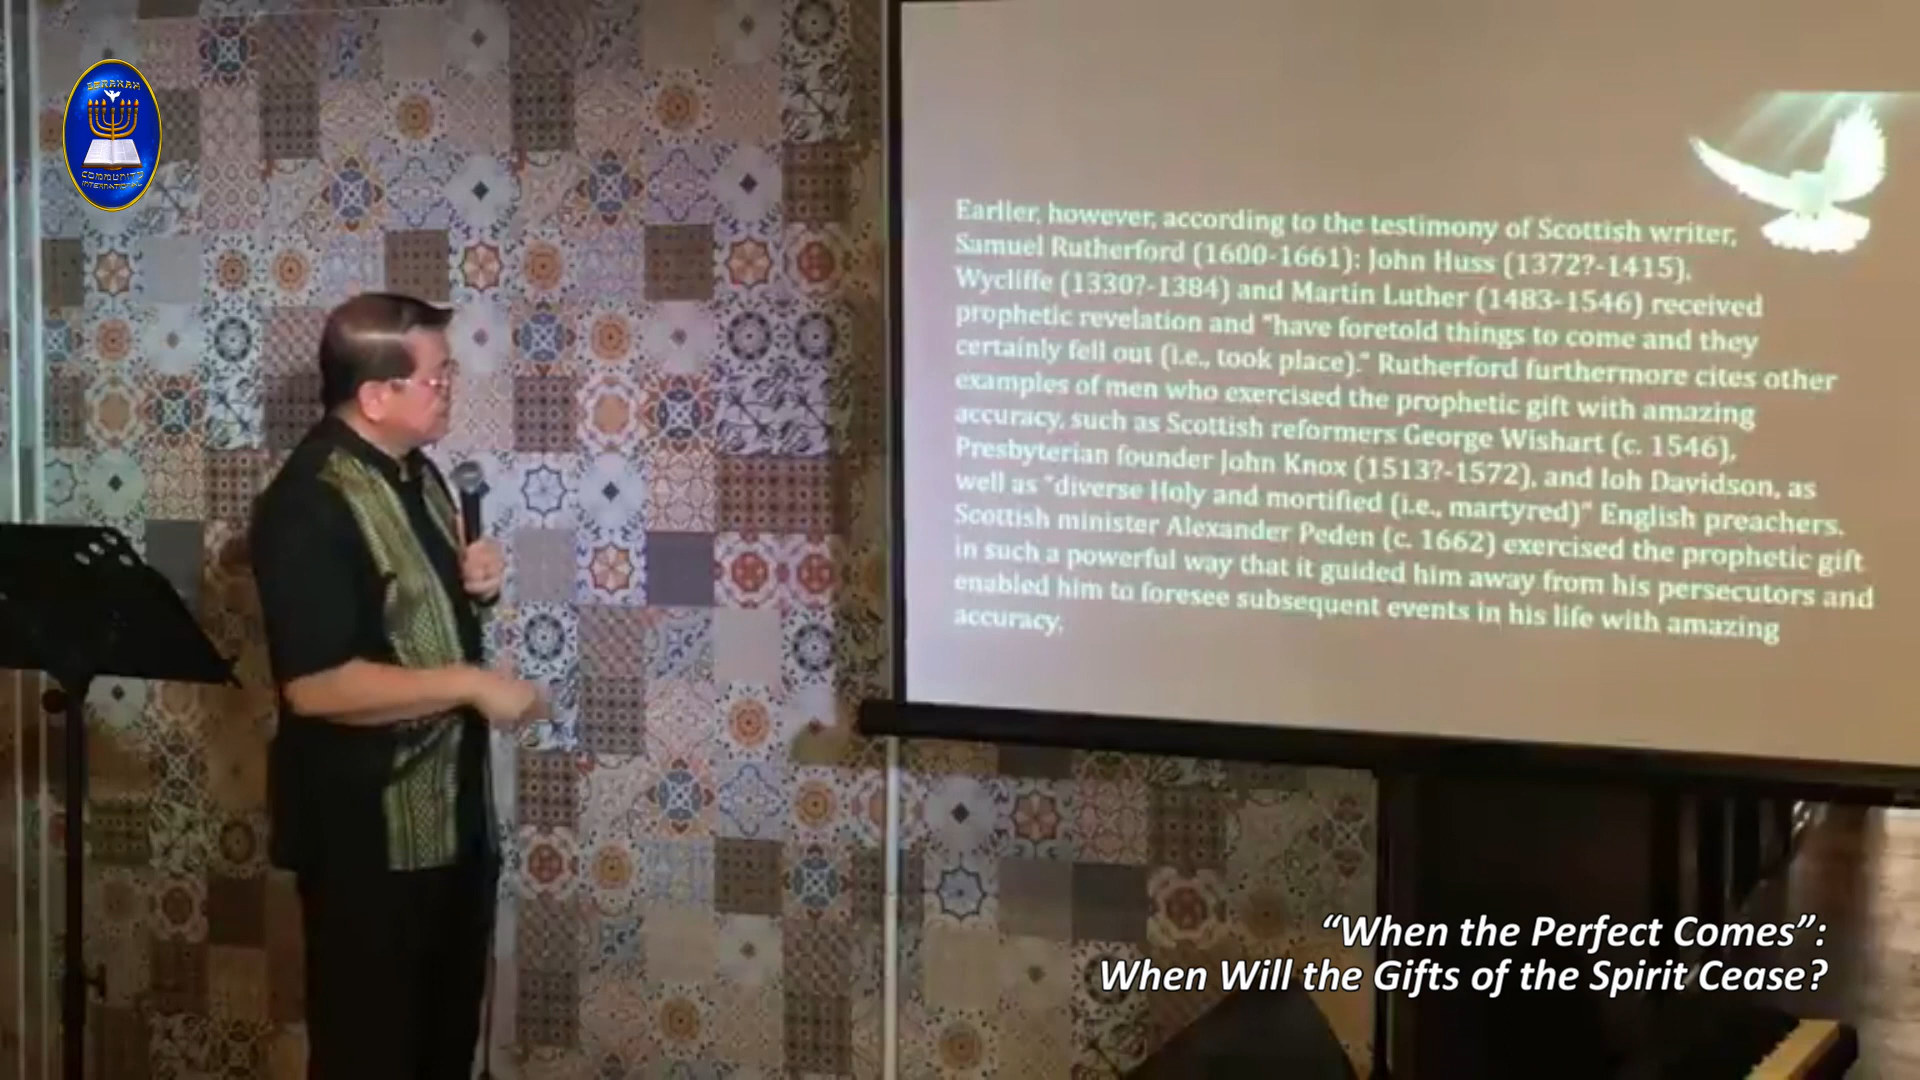 BERAKAH
COMMUNITY
INTERNATIONAL
Earlier, however, according to the testimony of Scottish writer,
Samuel Rutherford (1600-1661): John Huss (1372?-1415),
Wycliffe (1330?-1384) and Martin Luther (1483-1546) received
prophetic revelation and "have foretold things to come and they
certainly fell out (i.e., took place)." Rutherford furthermore cites other
examples of men who exercised the prophetic gift with amazing
accuracy, such as Scottish reformers George Wishart (c. 1546),
Presbyterian founder John Knox (1513?-1572), and Ioh Davidson, as
well as "diverse Holy and mortified (i.e., martyred)" English preachers.
Scottish minister Alexander Peden (c. 1662) exercised the prophetic gift
in such a powerful way that it guided him away from his persecutors and
enabled him to foresee subsequent events in his life with amazing
accuracy.
“When the Perfect Comes”:
When Will the Gifts of the Spirit Cease?